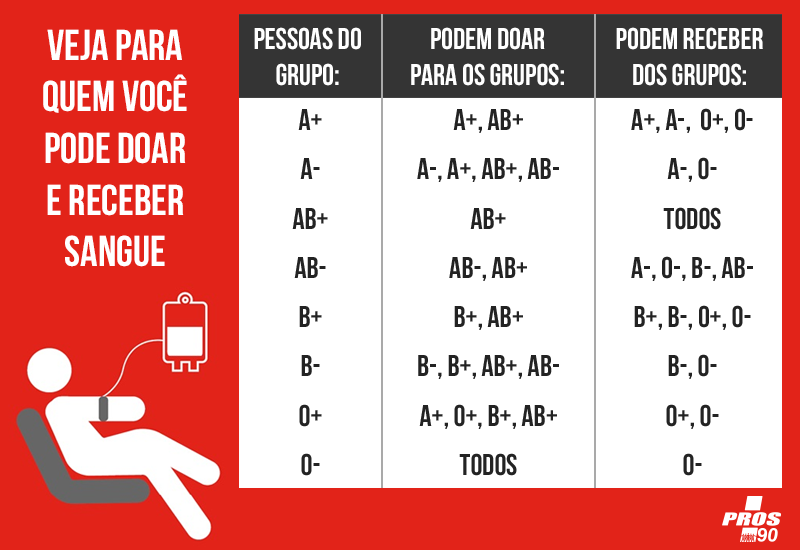 VEJA PARA
QUEM VOCÊ
PODE DOAR
E RECEBER
SANGUE
PESSOAS DO GRUPO: PODEM DOAR PARA OS GRUPOS: PODEM RECEBER DOS GRUPOS:
A+ A+, AB+ A+, A-, O+, O-
A- A-, A+, AB+, AB- A-, O-
AB+ AB+ TODOS
AB- AB-, AB+ A-, O-, B-, AB-
B+ B+, AB+ B+, B-, O+, O-
B- B-, B+, AB+, AB- B-, O-
O+ A+, O+, B+, AB+ O+, O-
O- TODOS O-
PROS
90